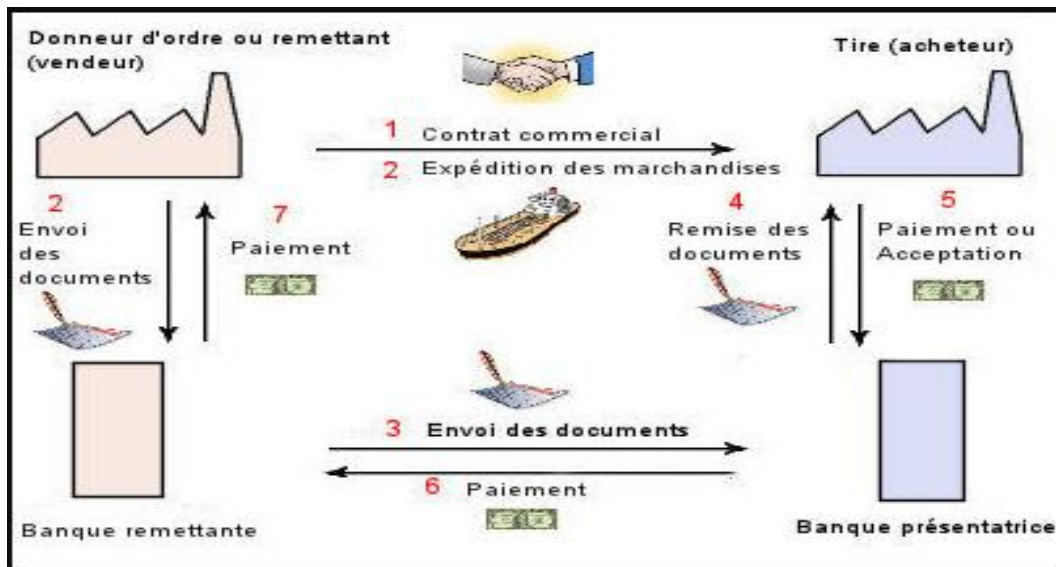 Donneur d'ordre ou remettant
(vendeur)
Tire (acheteur)
1 Contrat commercial
2 Expédition des marchandises
2
Envoi
des
documents
7
Paiement
4
Remise des
documents
5
Paiement ou
Acceptation
3 Envoi des documents
6 Paiement
Banque remettante
Banque présentatrice